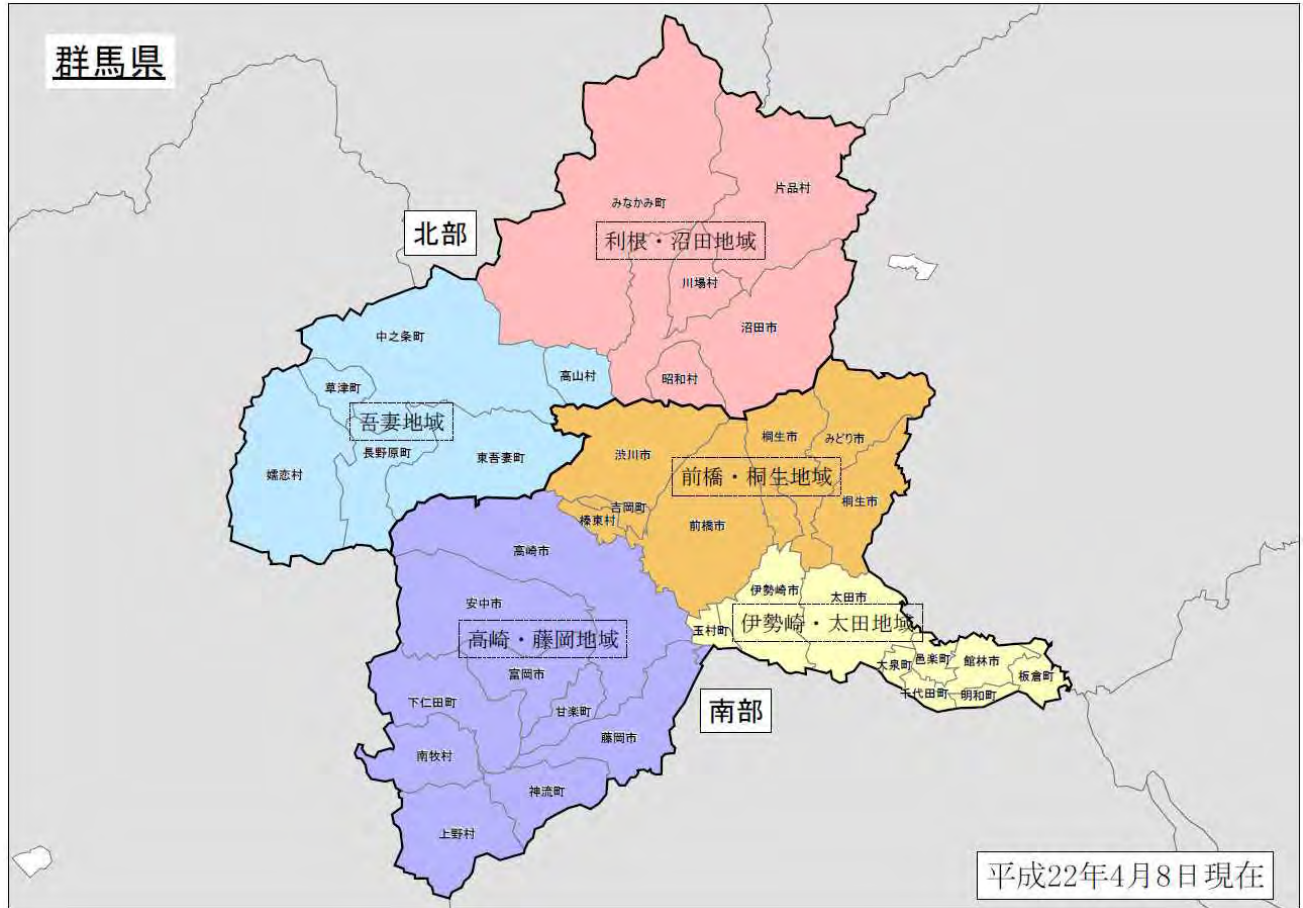 群馬県
北部
みなかみ町
片品村
利根・沼田地域
川場村
沼田市
昭和村
中之条町
高山村
草津町
吾妻地域
長野原町
東吾妻町
嬬恋村
渋川市
桐生市
みどり市
前橋・桐生地域
吉岡町
榛東村
前橋市
桐生市
高崎市
安中市
高崎・藤岡地域
富岡市
下仁田町
甘楽町
藤岡市
南牧村
神流町
上野村
伊勢崎市
太田市
玉村町
伊勢崎・太田地域
大泉町
邑楽町
館林市
板倉町
千代田町
明和町
南部
平成22年4月8日現在